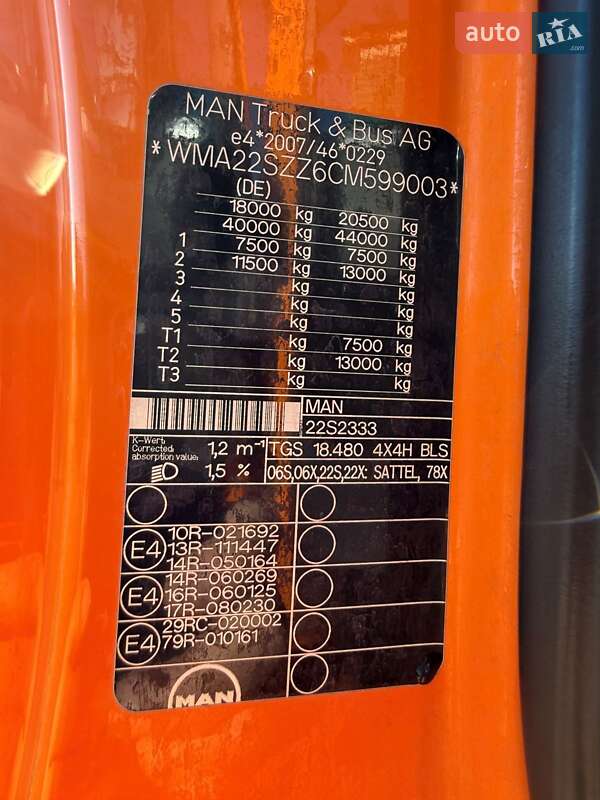 auto RIA .com
MAN Truck & Bus AG
e4*2007/46*0229
*WMA22SZZ6CM599003*
(DE)
18000 kg 20500 kg
40000 kg 44000 kg
1 7500 kg 7500 kg
2 11500 kg 13000 kg
3 kg kg
4 kg kg
5 kg kg
T1 kg 7500 kg
T2 kg 13000 kg
T3 kg kg
MAN
22S2333
K-Wert:
Corrected absorption value: 1,2 m⁻¹ TGS 18.480 4X4H BLS
1,5 % 06S,06X,22S,22X: SATTEL, 78X
10R-021692
E4 13R-111447
14R-050164
14R-060269
E4 16R-060125
17R-080230
29RC-020002
E4 79R-010161
MAN